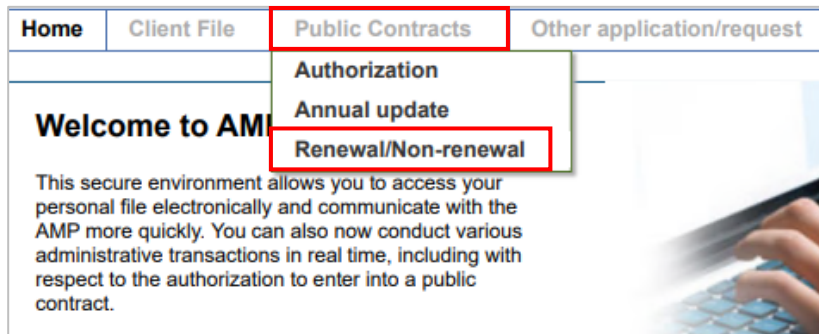 Home Client File Public Contracts Other application/request
Authorization
Annual update
Renewal/Non-renewal
Welcome to AM
This secure environment allows you to access your
personal file electronically and communicate with the
AMP more quickly. You can also now conduct various
administrative transactions in real time, including with
respect to the authorization to enter into a public
contract.